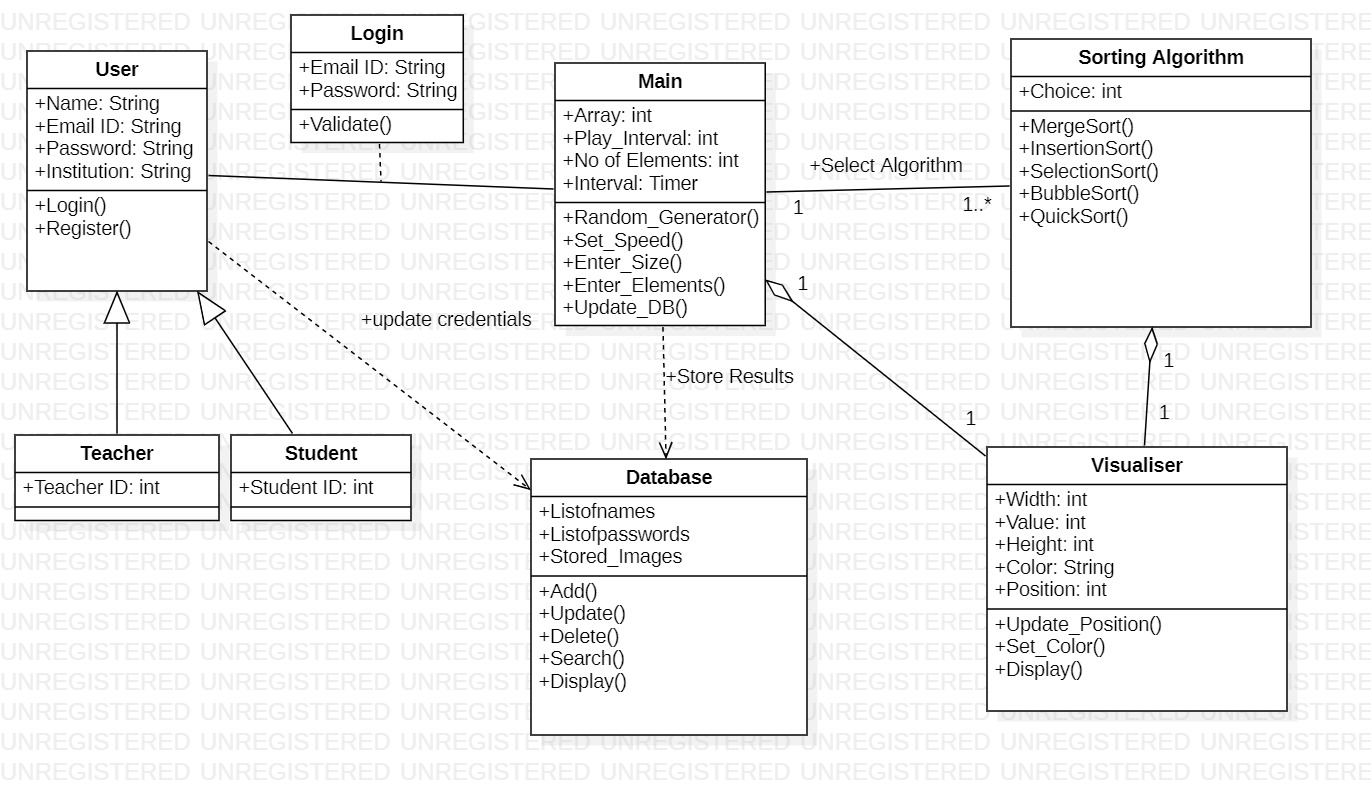 User
+Name: String
+Email ID: String
+Password: String
+Institution: String
+Login()
+Register()
Login
+Email ID: String
+Password: String
+Validate()
Main
+Array: int
+Play_Interval: int
+No of Elements: int
+Interval: Timer
+Random_Generator()
+Set_Speed()
+Enter_Size()
+Enter_Elements()
+Update_DB()
+Select Algorithm
1
1..*
Sorting Algorithm
+Choice: int
+MergeSort()
+InsertionSort()
+SelectionSort()
+BubbleSort()
+QuickSort()
1
1
1
1
+update credentials
+Store Results
Teacher
+Teacher ID: int
Student
+Student ID: int
Database
+Listofnames
+Listofpasswords
+Stored_Images
+Add()
+Update()
+Delete()
+Search()
+Display()
Visualiser
+Width: int
+Value: int
+Height: int
+Color: String
+Position: int
+Update_Position()
+Set_Color()
+Display()
UNREGISTERED UNREGISTERED UNREGISTERED UNREGISTERED UNREGISTERED UNREGISTERED UNREGISTERED